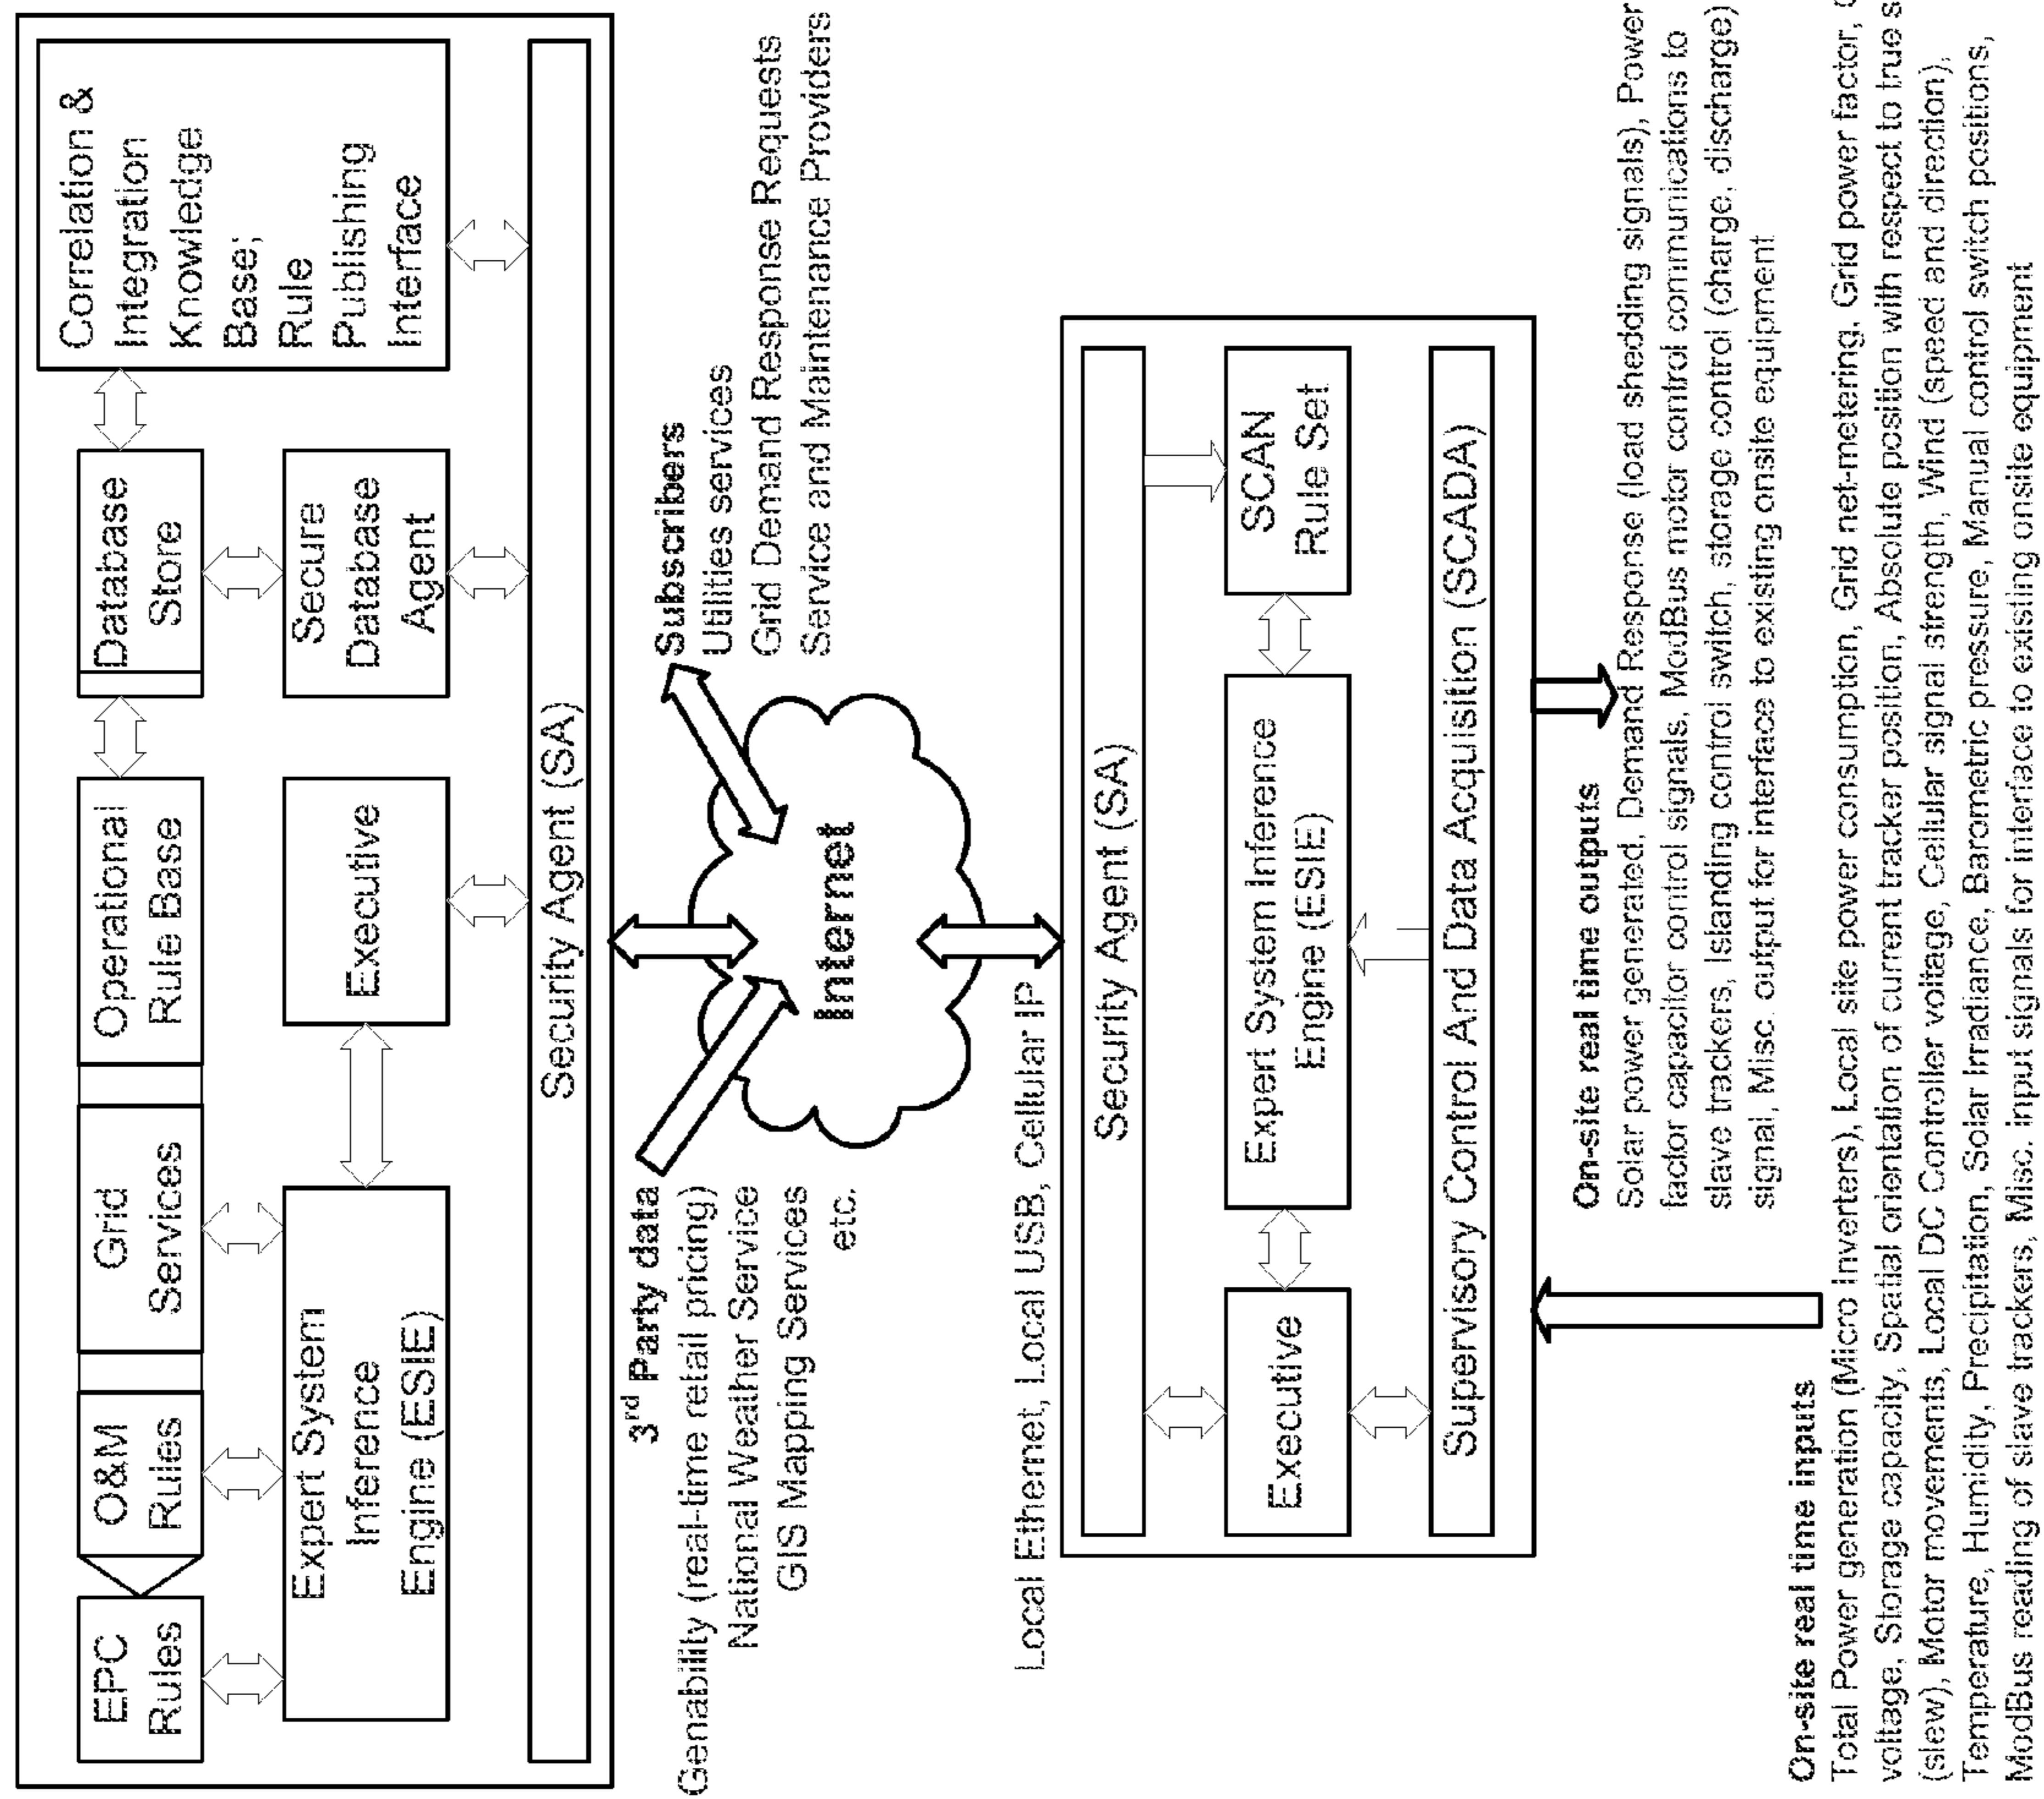 EPC
Rules
O&M
Rules
Grid
Services
Operational
Rule Base
Database
Store
Correlation &
Integration
Knowledge
Base;
Rule
Publishing
Interface
Expert System
Inference
Engine (ESIE)
Executive
Secure
Database
Agent
Security Agent (SA)
3rd Party data
Genability (real-time retail pricing)
National Weather Service
GIS Mapping Services
etc.
Internet
Subscribers
Utilities services
Grid Demand Response Requests
Service and Maintenance Providers
Local Ethernet, Local USB, Cellular IP
Security Agent (SA)
Executive
Expert System Inference
Engine (ESIE)
SCAN
Rule Set
Supervisory Control And Data Acquisition (SCADA)
On-site real time outputs
Solar power generated, Demand Response (load shedding signals), Power
factor capacitor control signals, ModBus motor control communications to
slave trackers, Islanding control switch, storage control (charge, discharge)
signal, Misc. output for interface to existing onsite equipment
On-site real time inputs
Total Power generation (Micro Inverters), Local site power consumption, Grid net-metering, Grid power factor,
voltage, Storage capacity, Spatial orientation of current tracker position, Absolute position with respect to true
(slew), Motor movements, Local DC Controller voltage, Cellular signal strength, Wind (speed and direction),
Temperature, Humidity, Precipitation, Solar Irradiance, Barometric pressure, Manual control switch positions,
ModBus reading of slave trackers, Misc. input signals for interface to existing onsite equipment